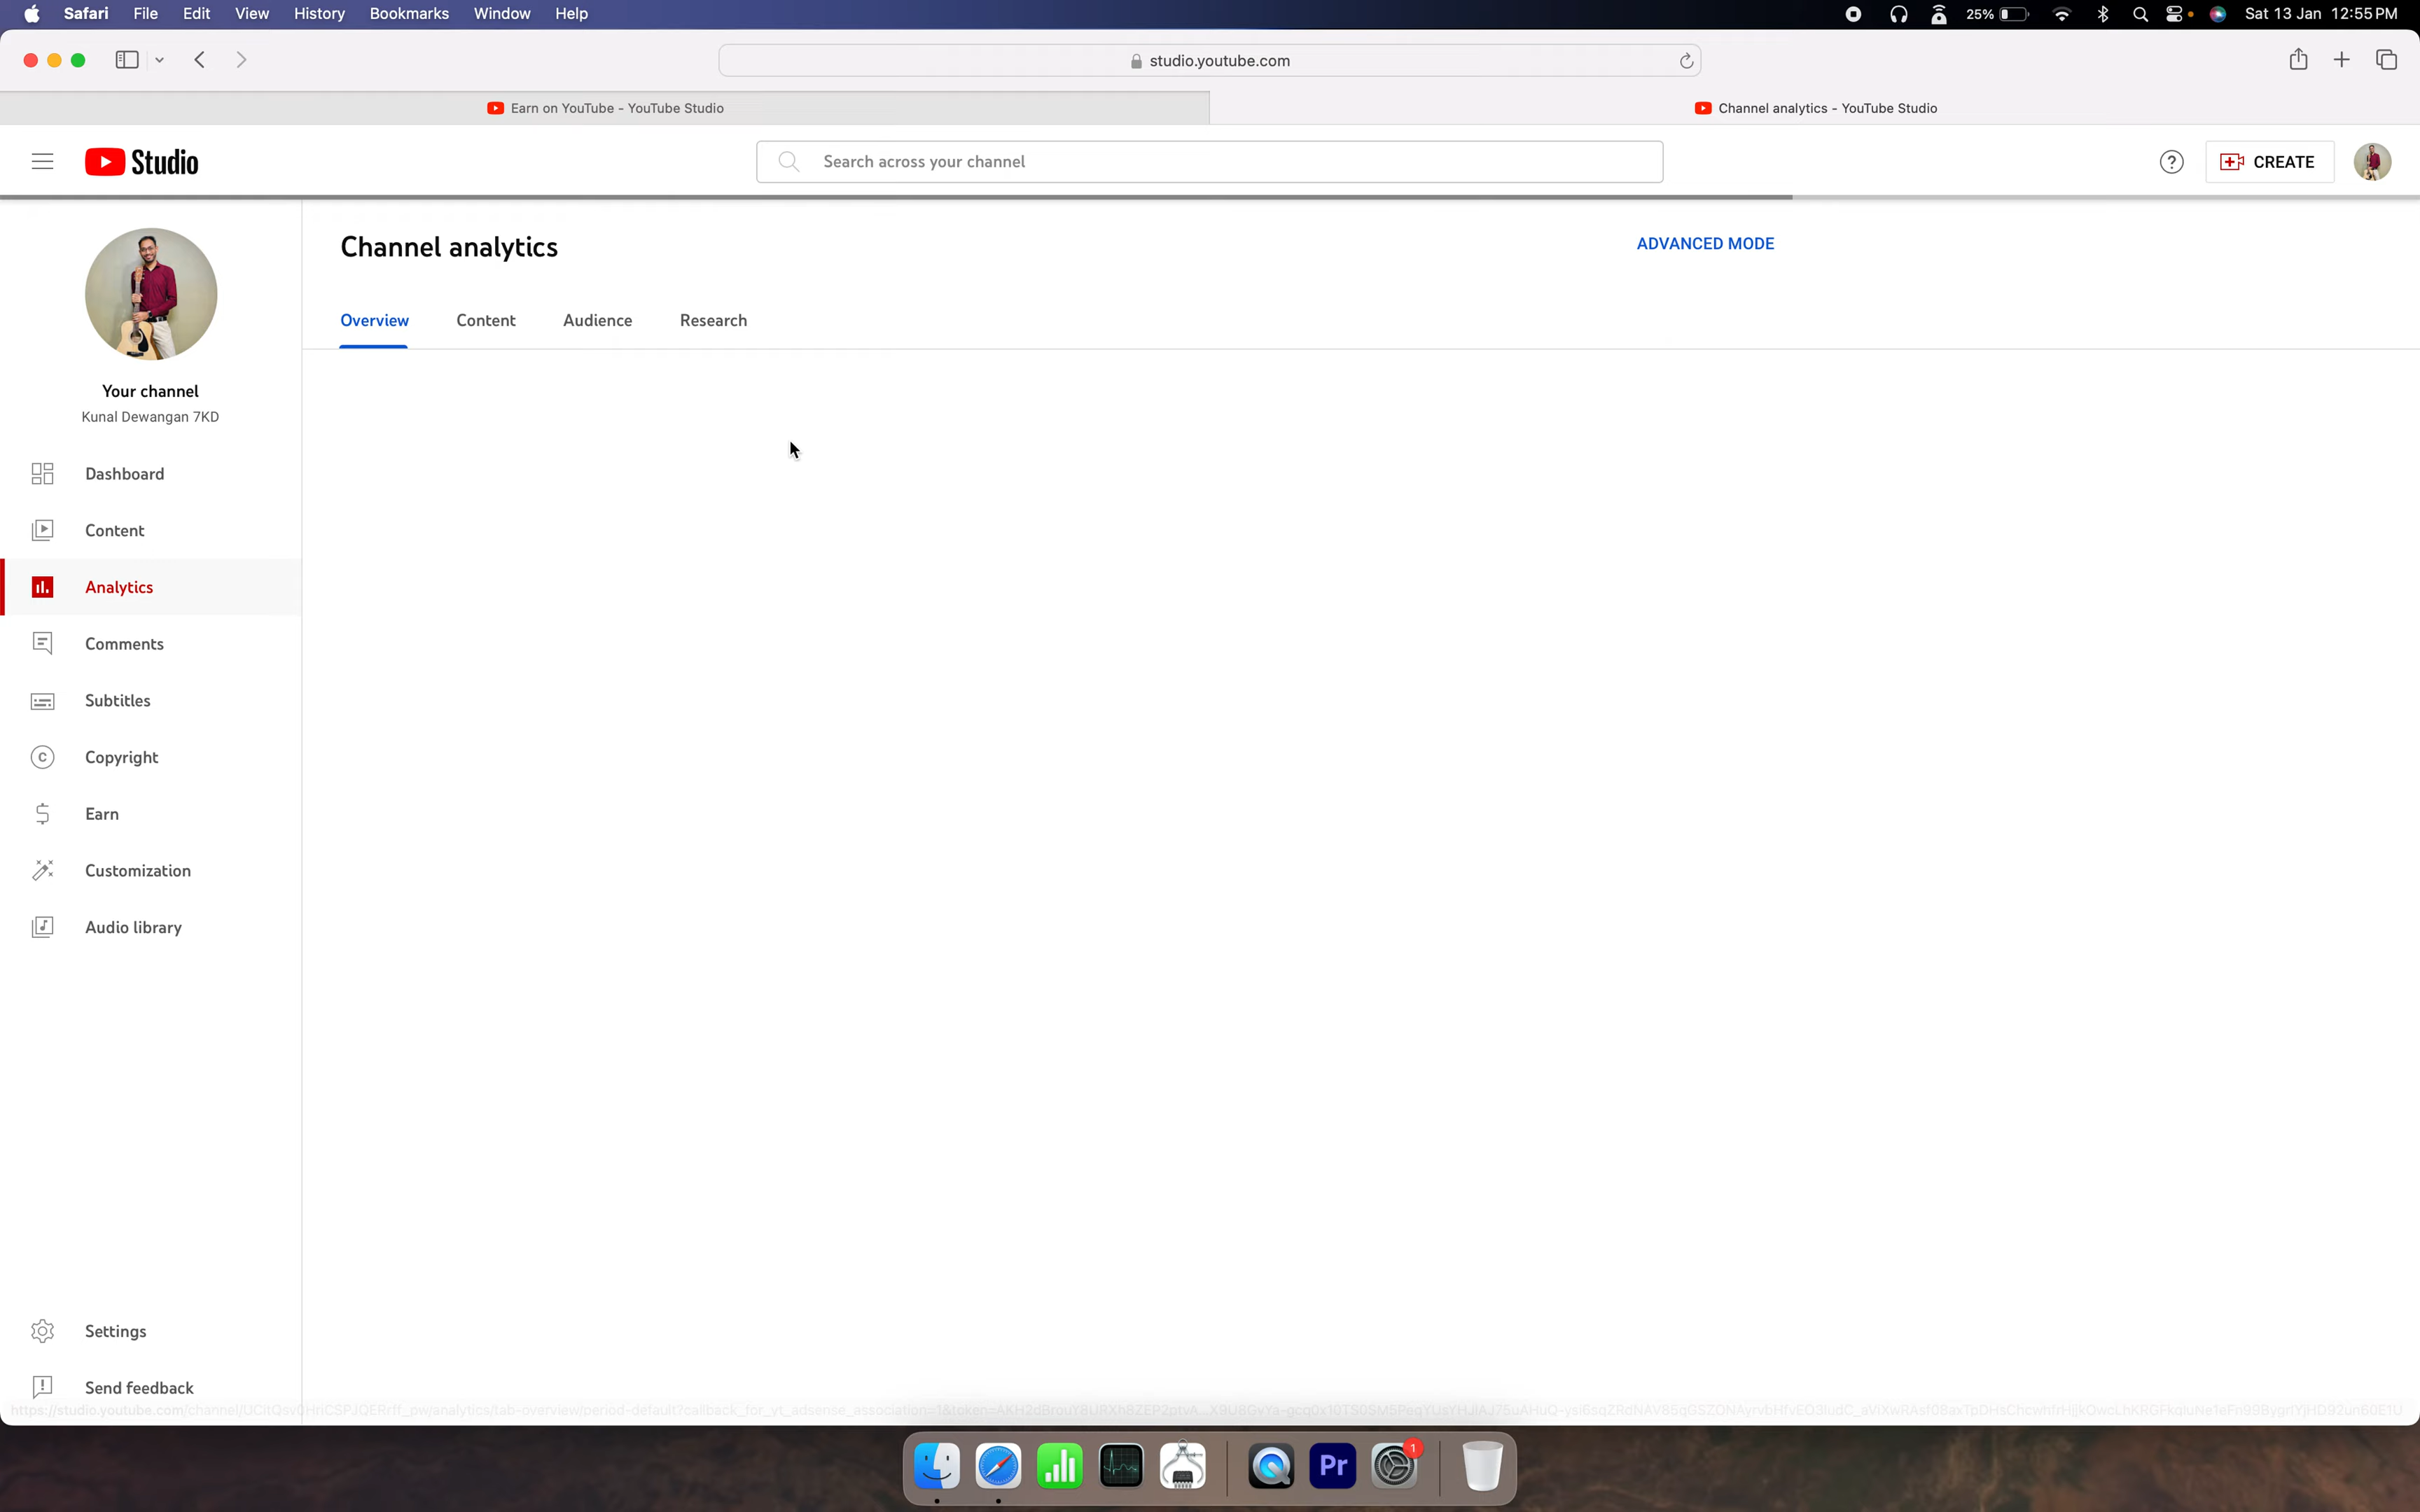 Safari File Edit View History Bookmarks Window Help 25% Sat 13 Jan 12:55 PM
studio.youtube.com
Earn on YouTube - YouTube Studio Channel analytics - YouTube Studio
Studio Search across your channel ? CREATE
Channel analytics ADVANCED MODE
Overview Content Audience Research
Your channel
Kunal Dewangan 7KD
Dashboard
Content
Analytics
Comments
Subtitles
Copyright
Earn
Customization
Audio library
Settings
Send feedback
Pr 1